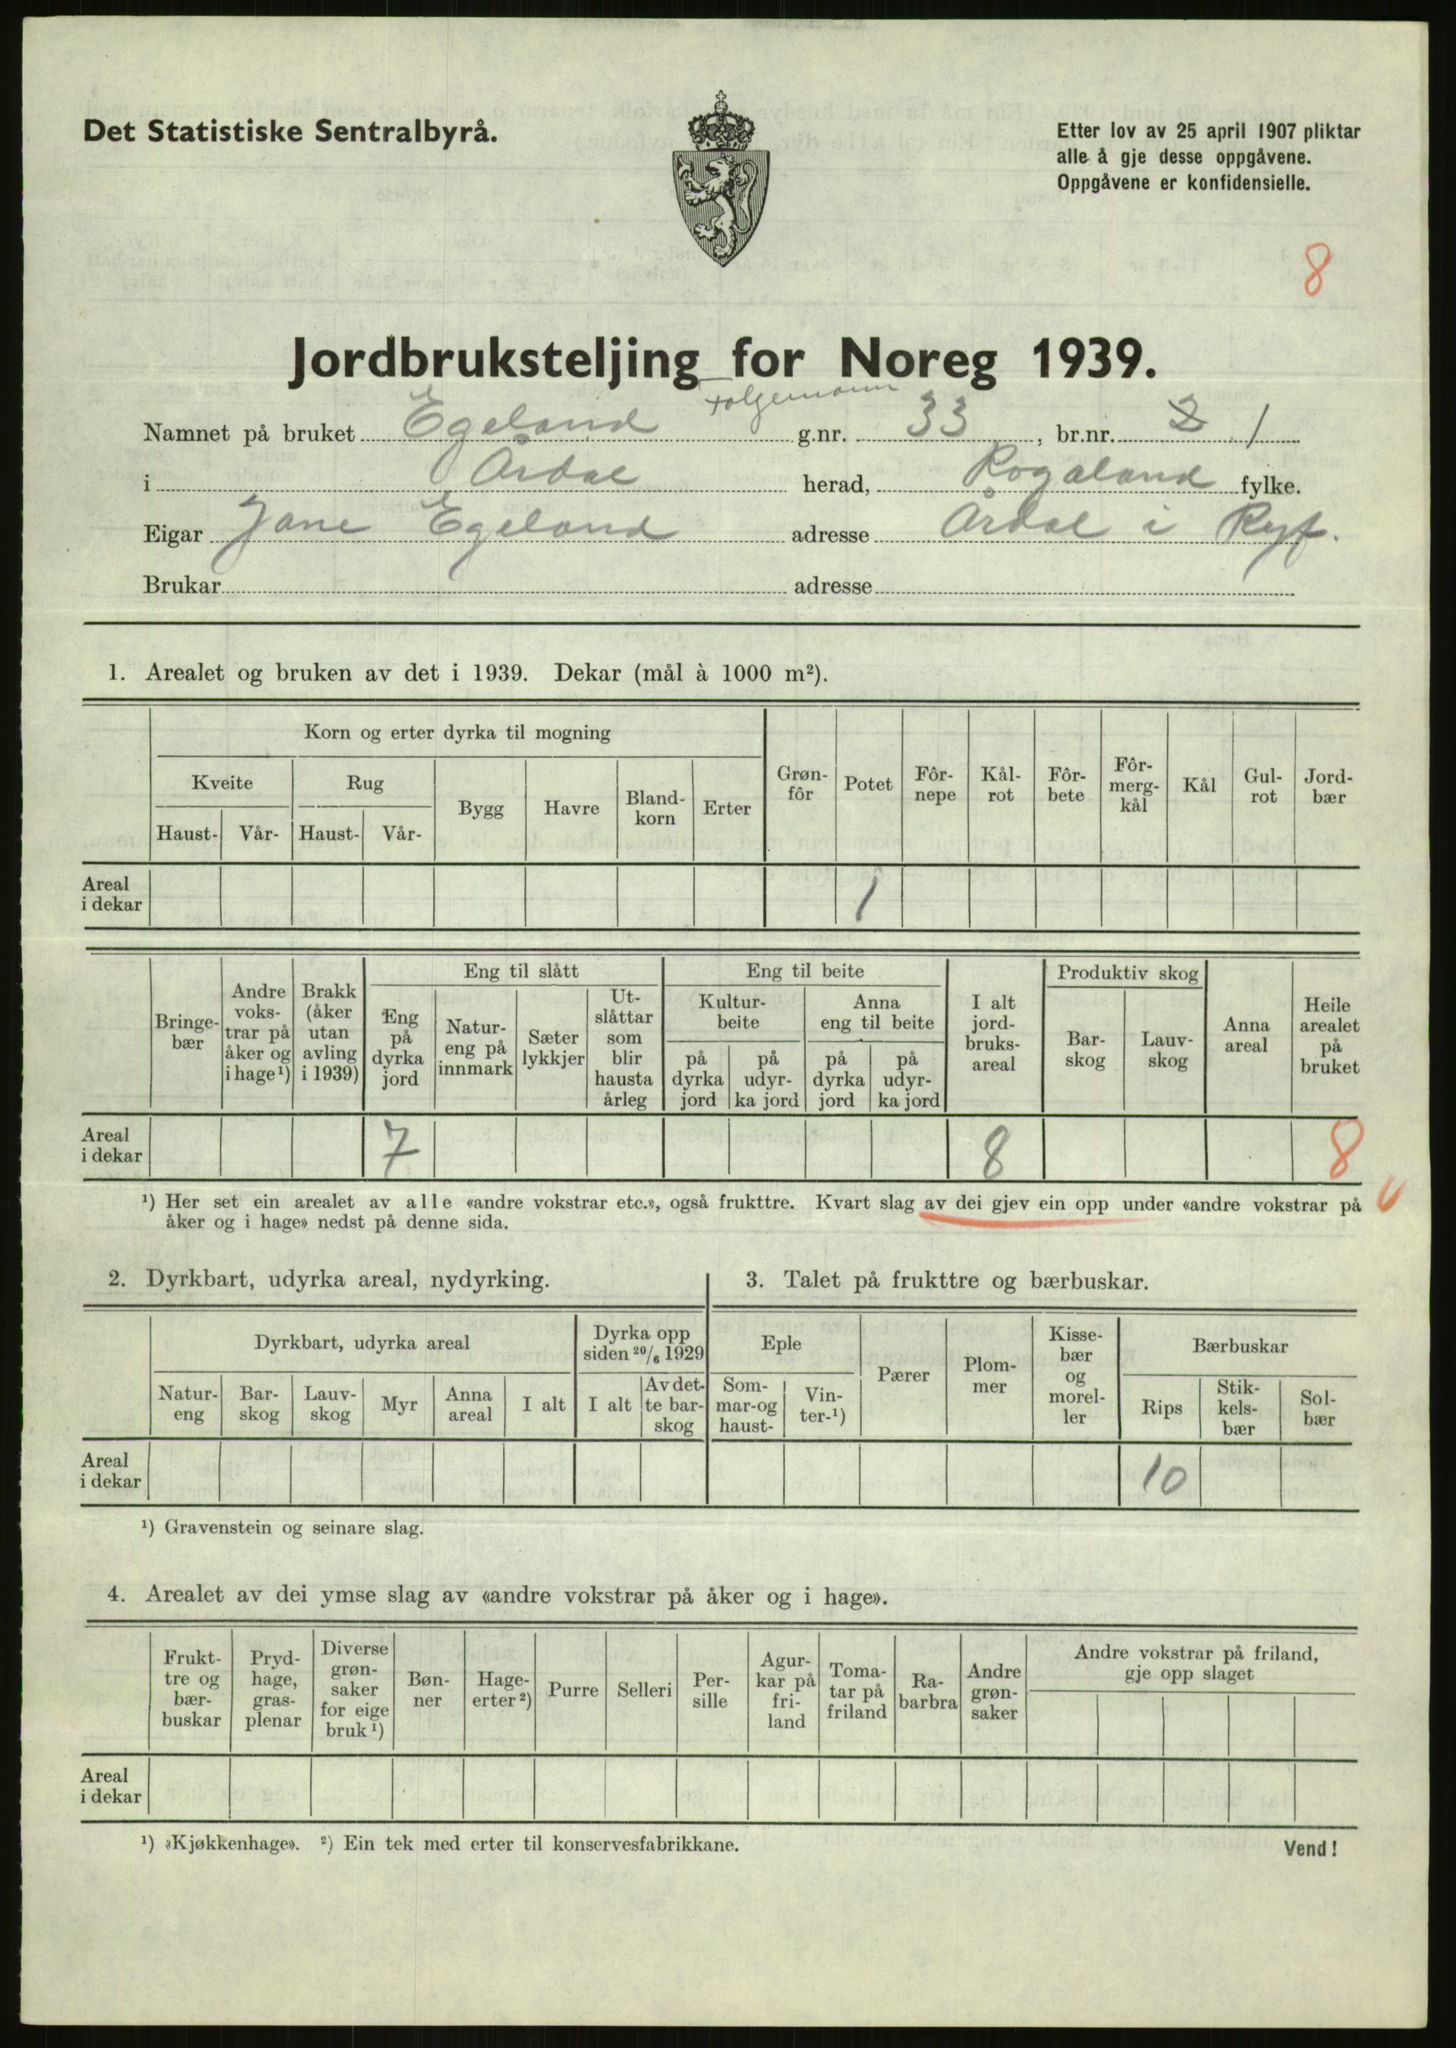 Det Statistiske Sentralbyrå.
Etter lov av 25 april 1907 pliktar
alle å gje desse oppgåvene.
Oppgåvene er konfidensielle.
8
Jordbruksteljing for Noreg 1939.
Folgemann
Namnet på bruket Egeland g.nr. 33, br.nr. 2 1
i Årdal herad, Rogaland fylke.
Eigar Jane Egeland adresse Årdal i Ryf.
Brukar adresse
1. Arealet og bruken av det i 1939. Dekar (mål à 1000 m²).
Korn og erter dyrka til mogning
Kveite Rug
Haust- Vår- Haust- Vår- Bygg Havre Bland-korn Erter Grøn-fôr Potet Fôr-nepe Kål-rot Fôr-bete Fôr-merg-kål Kål Gul-rot Jord-bær
Areal i dekar 1
Eng til slått Eng til beite Produktiv skog
Kultur-beite Anna eng til beite
Bringe-bær Andre voks-trar på åker og i hage¹) Brakk (åker utan avling i 1939) Eng på dyrka jord Natur-eng på innmark Sæter lykkjer Ut-slåttar som blir hausta årleg på dyrka jord på udyr-ka jord på dyrka jord på udyr-ka jord I alt jord-bruks-areal Bar-skog Lauv-skog Anna areal Heile arealet på bruket
Areal i dekar 7 8 8
¹) Her set ein arealet av alle «andre vokstrar etc.», også frukttre. Kvart slag av dei gjev ein opp under «andre vokstrar på
åker og i hage» nedst på denne sida.
2. Dyrkbart, udyrka areal, nydyrking.
Dyrkbart, udyrka areal Dyrka opp siden 20/6 1929
Natur-eng Bar-skog Lauv-skog Myr Anna areal I alt I alt Av det-te bar-skog
Areal i dekar
3. Talet på frukttre og bærbuskar.
Eple Pærer Plom-mer Kisse-bær og morel-ler Bærbuskar
Som-mar-og haust- Vin-ter-¹) Rips Stik-kels-bær Sol-bær
10
¹) Gravenstein og seinare slag.
4. Arealet av dei ymse slag av «andre vokstrar på åker og i hage».
Frukt-tre og bær-buskar Pryd-hage, gras-plenar Diverse grøn-saker for eige bruk¹) Bøn-ner Hage-erter²) Purre Selleri Per-sille Agur-kar på fri-land Toma-tar på friland Ra-barbra Andre grøn-saker Andre vokstrar på friland, gje opp slaget
Areal i dekar
¹) »Kjøkkenhage». ²) Ein tek med erter til konservesfabrikkane.
Vend!